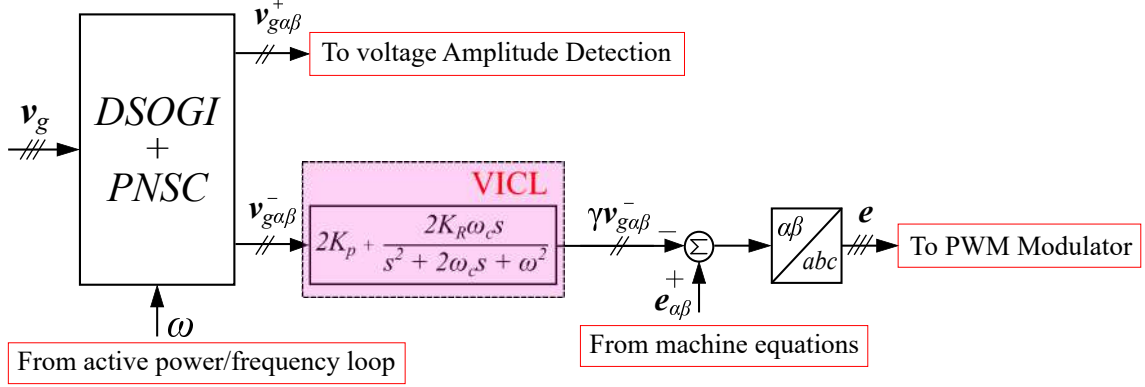 v⁺gαβ
To voltage Amplitude Detection
DSOGI
+
PNSC
vg
VICL
v⁻gαβ
2Kp + 2KRωcs / s² + 2ωcs + ω²
γv⁻gαβ
−
Σ
+
eαβ
αβ
abc
e
To PWM Modulator
ω
From active power/frequency loop
From machine equations